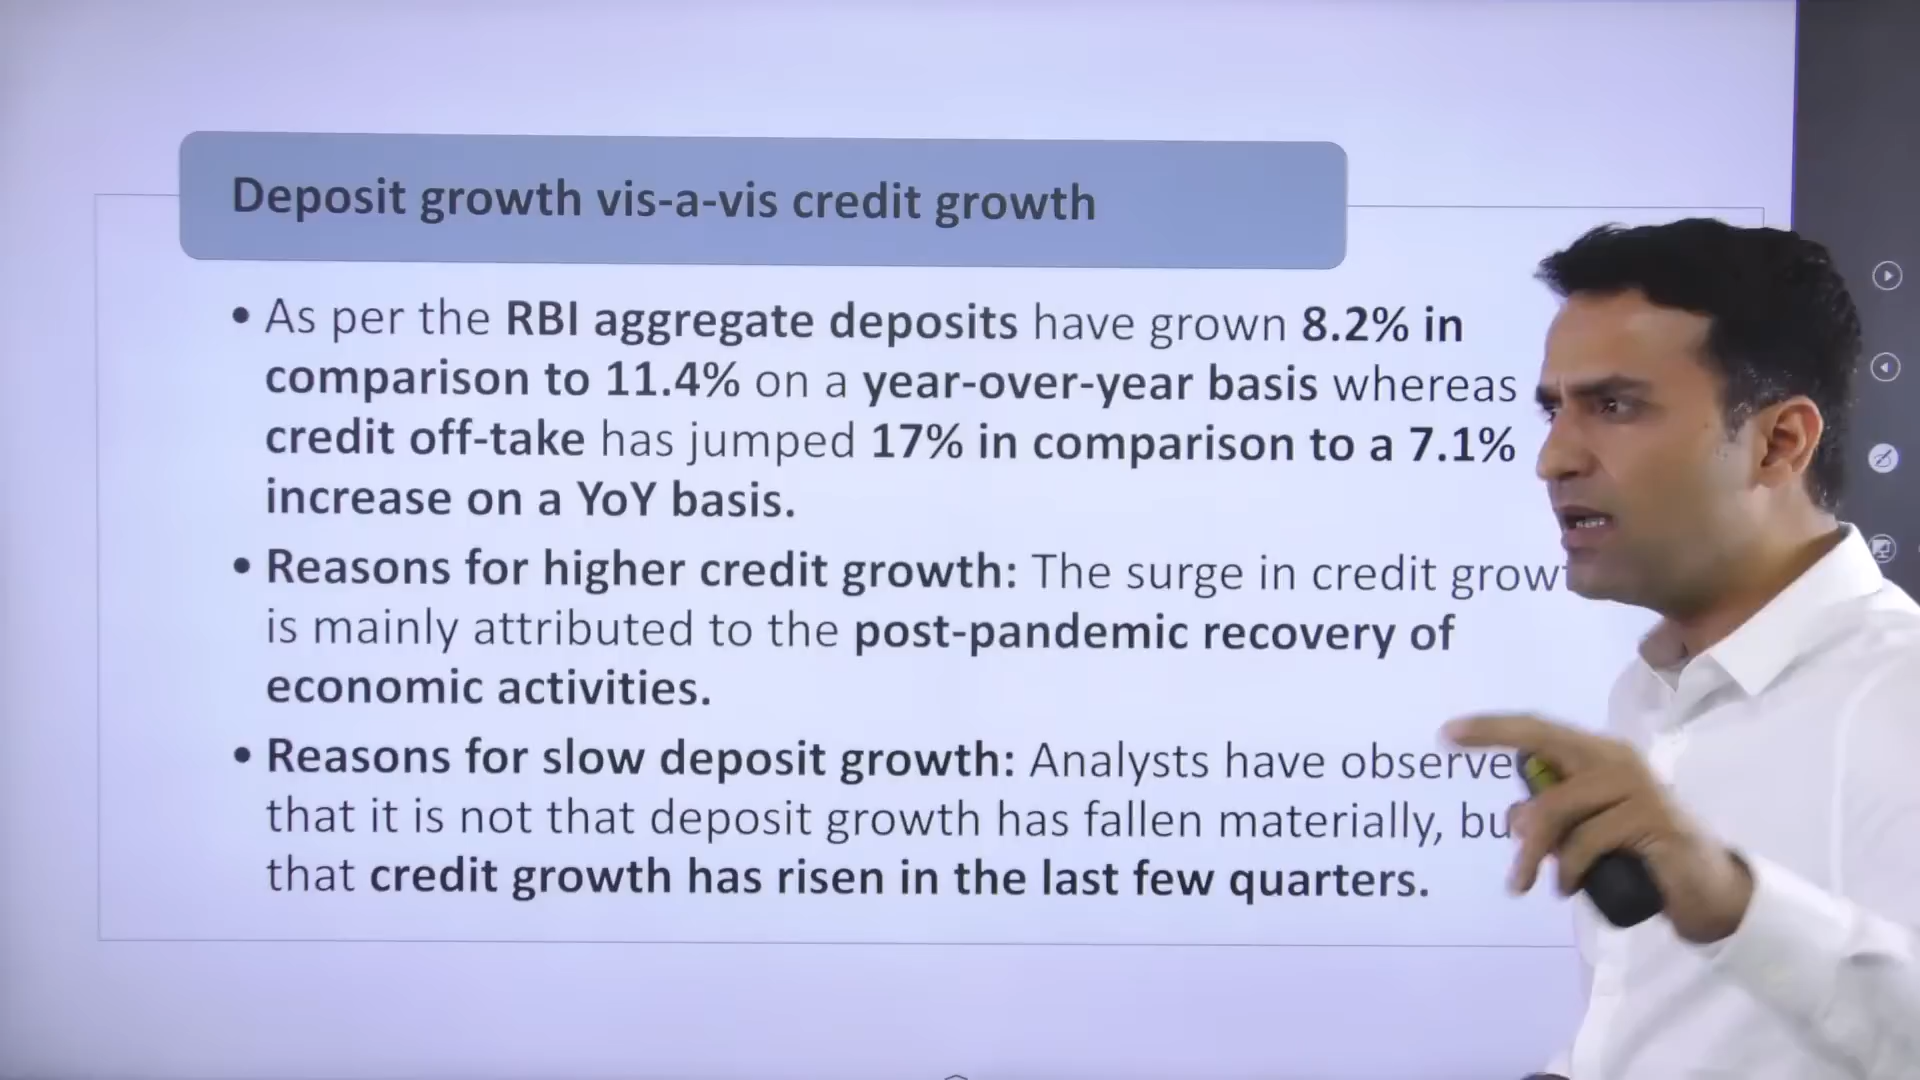 Deposit growth vis-a-vis credit growth
• As per the RBI aggregate deposits have grown 8.2% in
comparison to 11.4% on a year-over-year basis whereas
credit off-take has jumped 17% in comparison to a 7.1%
increase on a YoY basis.
• Reasons for higher credit growth: The surge in credit
is mainly attributed to the post-pandemic recovery of
economic activities.
• Reasons for slow deposit growth: Analysts have
that it is not that deposit growth has fallen materially,
that credit growth has risen in the last few quarters.